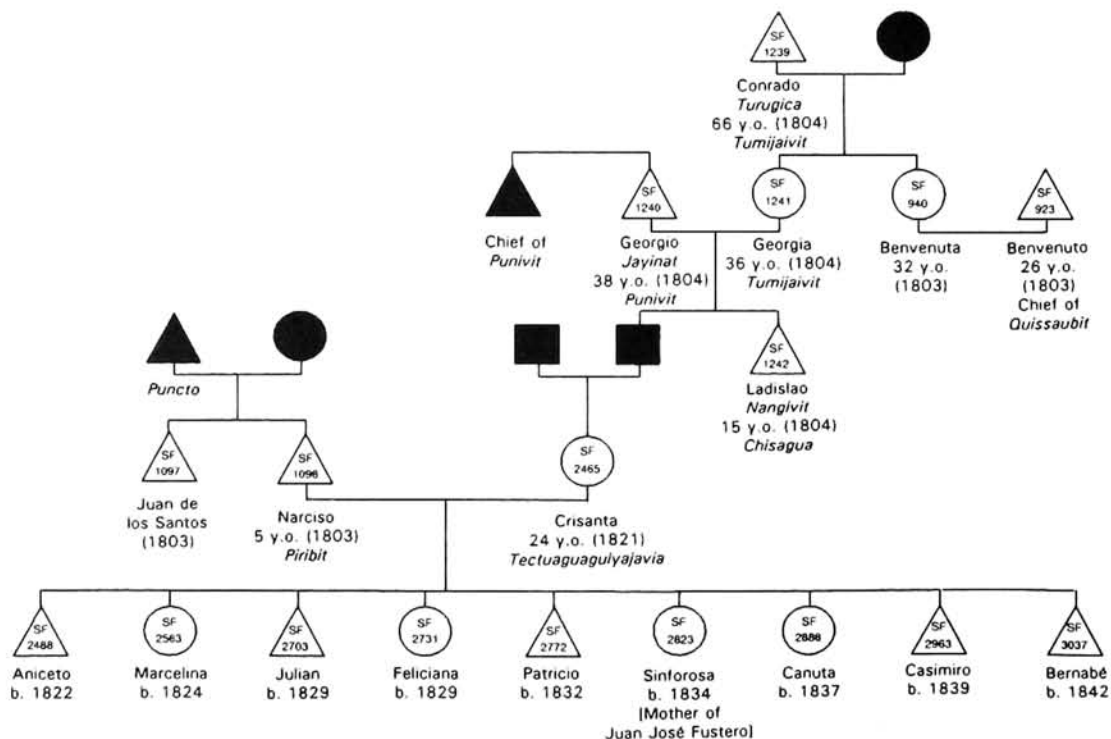 SF
1239
Conrado
Turugica
66 y.o. (1804)
Tumijaivit
SF
1240
SF
1241
SF
940
SF
923
Chief of
Punivit
Georgio
Jayinat
38 y.o. (1804)
Punivit
Georgia
36 y.o. (1804)
Tumijaivit
Benvenuta
32 y.o.
(1803)
Benvenuto
26 y.o.
(1803)
Chief of
Quissaubit
SF
1242
Ladislao
Nangivit
15 y.o. (1804)
Chisagua
Puncto
SF
1097
SF
1096
SF
2465
Juan de
los Santos
(1803)
Narciso
5 y.o. (1803)
Piribit
Crisanta
24 y.o. (1821)
Tectuaguaguiyajavia
SF
2488
SF
2563
SF
2703
SF
2731
SF
2772
SF
2823
SF
2886
SF
2963
SF
3037
Aniceto
b. 1822
Marcelina
b. 1824
Julian
b. 1829
Feliciana
b. 1829
Patricio
b. 1832
Sinforosa
b. 1834
[Mother of
Juan José Fustero]
Canuta
b. 1837
Casimiro
b. 1839
Bernabé
b. 1842